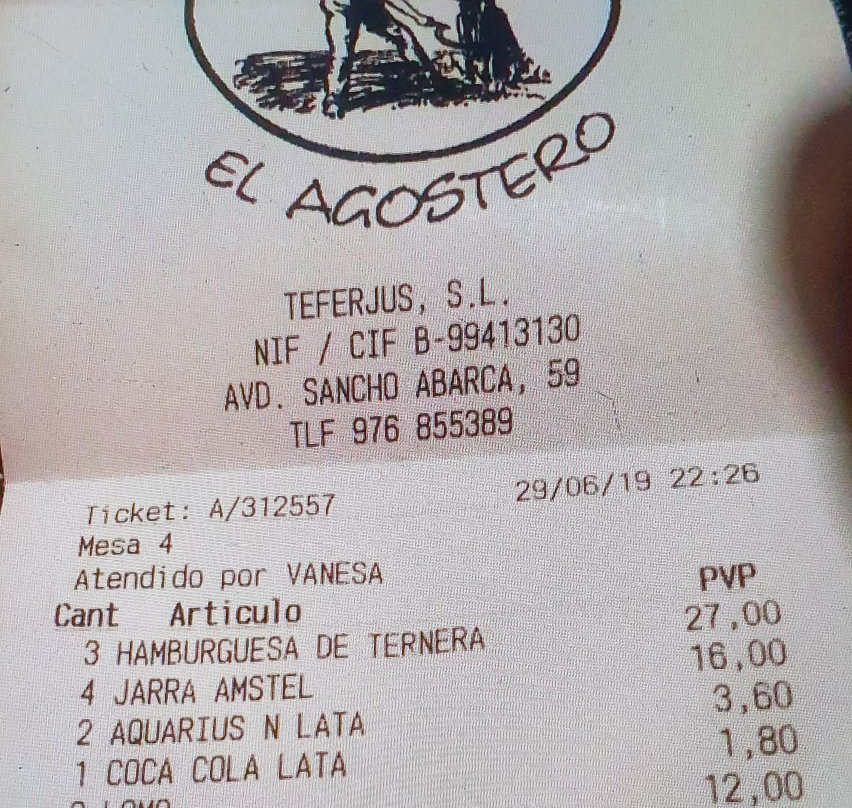 EL AGOSTERO
TEFERJUS, S.L.
NIF / CIF B-99413130
AVD. SANCHO ABARCA, 59
TLF 976 855389
Ticket: A/312557 29/06/19 22:26
Mesa 4
Atendido por VANESA
Cant Articulo PVP
3 HAMBURGUESA DE TERNERA 27,00
4 JARRA AMSTEL 16,00
2 AQUARIUS N LATA 3,60
1 COCA COLA LATA 1,80
12,00